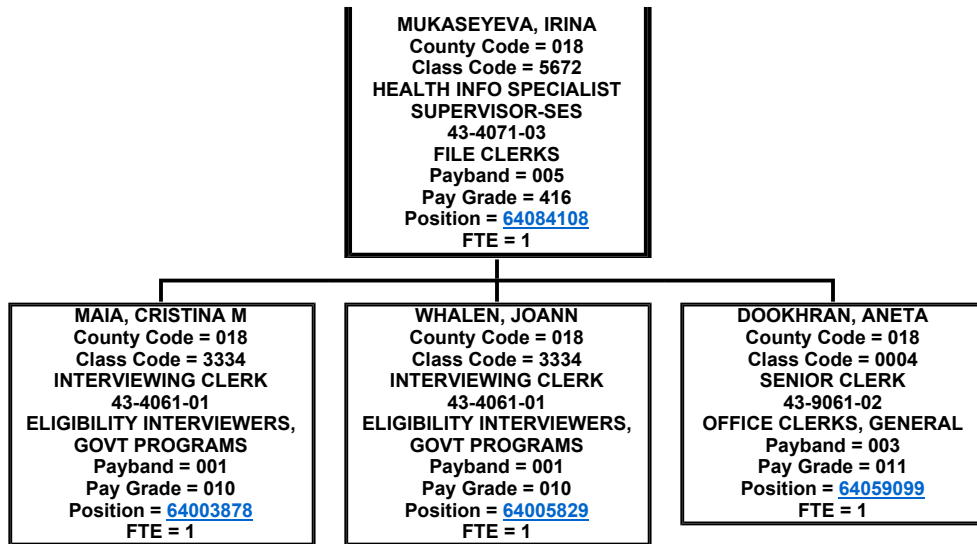 MUKASEYEVA, IRINA
County Code = 018
Class Code = 5672
HEALTH INFO SPECIALIST
SUPERVISOR-SES
43-4071-03
FILE CLERKS
Payband = 005
Pay Grade = 416
Position = 64084108
FTE = 1
MAIA, CRISTINA M
County Code = 018
Class Code = 3334
INTERVIEWING CLERK
43-4061-01
ELIGIBILITY INTERVIEWERS,
GOVT PROGRAMS
Payband = 001
Pay Grade = 010
Position = 64003878
FTE = 1
WHALEN, JOANN
County Code = 018
Class Code = 3334
INTERVIEWING CLERK
43-4061-01
ELIGIBILITY INTERVIEWERS,
GOVT PROGRAMS
Payband = 001
Pay Grade = 010
Position = 64005829
FTE = 1
DOOKHRAN, ANETA
County Code = 018
Class Code = 0004
SENIOR CLERK
43-9061-02
OFFICE CLERKS, GENERAL
Payband = 003
Pay Grade = 011
Position = 64059099
FTE = 1